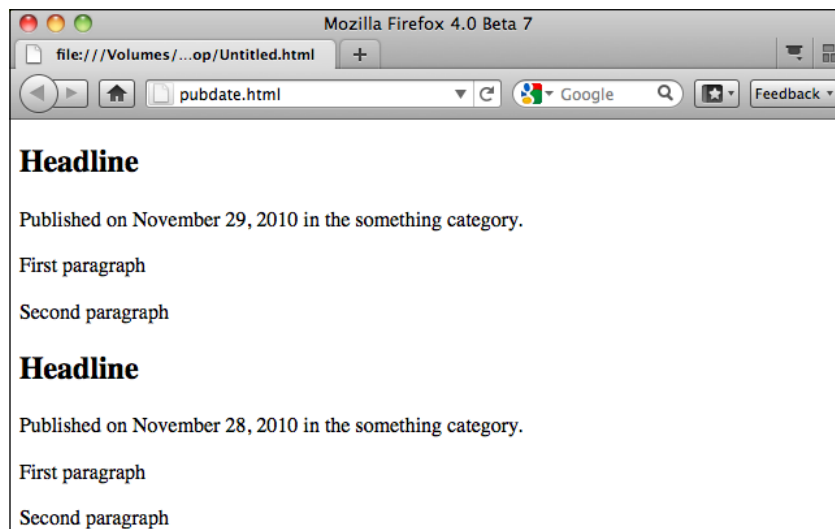 Mozilla Firefox 4.0 Beta 7
file:///Volumes/...op/Untitled.html
pubdate.html
Google
Feedback
Headline
Published on November 29, 2010 in the something category.
First paragraph
Second paragraph
Headline
Published on November 28, 2010 in the something category.
First paragraph
Second paragraph